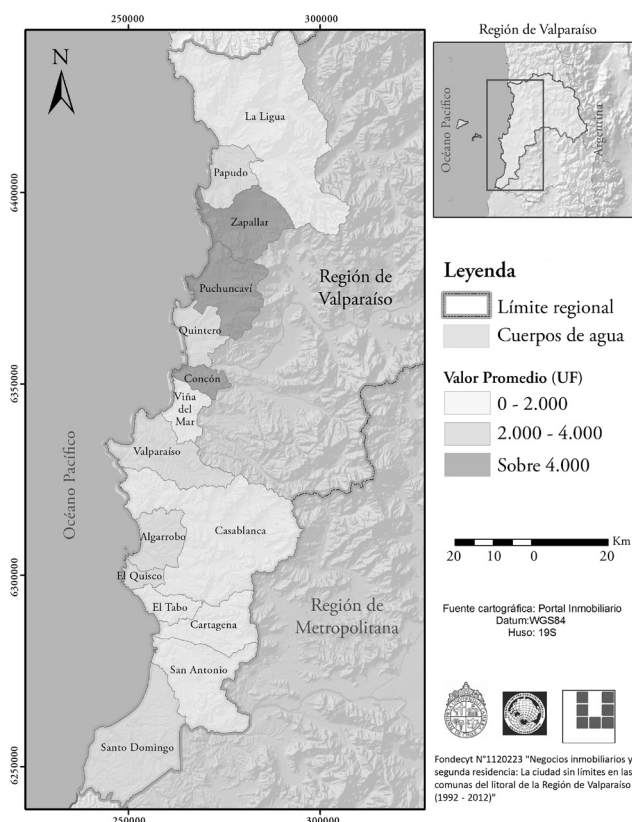 250000
300000
N
6400000
6350000
6300000
6250000
La Ligua
Papudo
Zapallar
Puchuncaví
Región de
Valparaíso
Quintero
Concón
Viña
del
Mar
Valparaíso
Océano Pacífico
Casablanca
Algarrobo
El Quisco
El Tabo
Cartagena
Región de
Metropolitana
San Antonio
Santo Domingo
250000
300000
Región de Valparaíso
Océano Pacífico
Argentina
Leyenda
Límite regional
Cuerpos de agua
Valor Promedio (UF)
0 - 2.000
2.000 - 4.000
Sobre 4.000
Km
20 10 0 20
Fuente cartográfica: Portal Inmobiliario
Datum:WGS84
Huso: 19S
Fondecyt N°1120223 "Negocios inmobiliarios y
segunda residencia: La ciudad sin límites en las
comunas del litoral de la Región de Valparaíso
(1992 - 2012)"